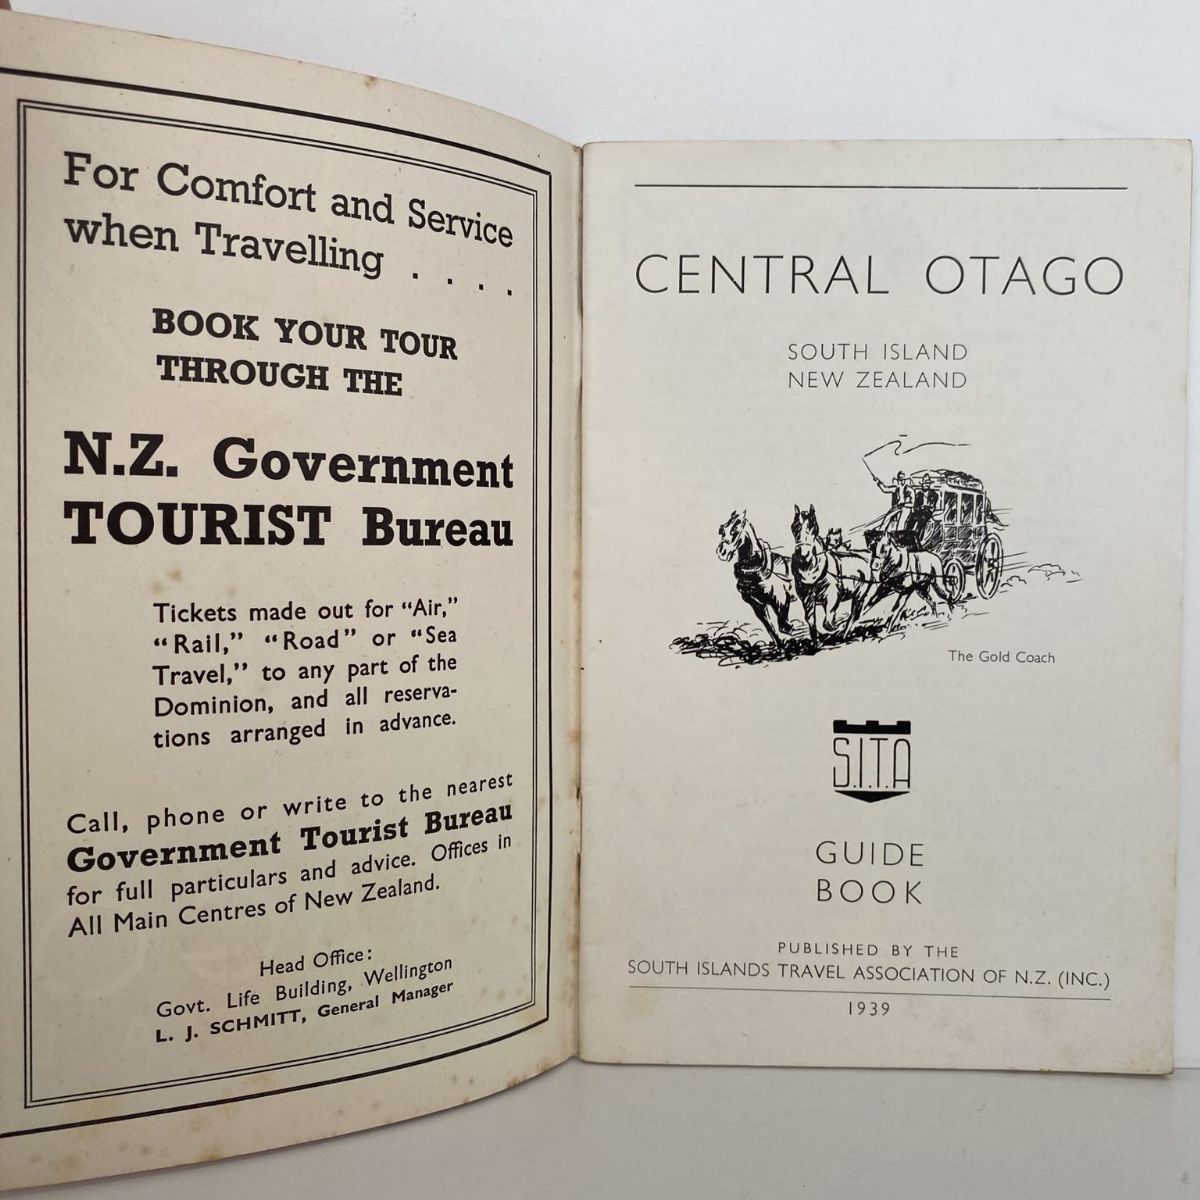 For Comfort and Service
when Travelling . . . .
BOOK YOUR TOUR
THROUGH THE
N.Z. Government
TOURIST Bureau
Tickets made out for "Air,"
"Rail," "Road" or "Sea
Travel," to any part of the
Dominion, and all reserva-
tions arranged in advance.
Call, phone or write to the nearest
Government Tourist Bureau
for full particulars and advice. Offices in
All Main Centres of New Zealand.
Head Office:
Govt. Life Building, Wellington
L. J. SCHMITT, General Manager
CENTRAL OTAGO
SOUTH ISLAND
NEW ZEALAND
The Gold Coach
S.I.T.A
GUIDE
BOOK
PUBLISHED BY THE
SOUTH ISLANDS TRAVEL ASSOCIATION OF N.Z. (INC.)
1939